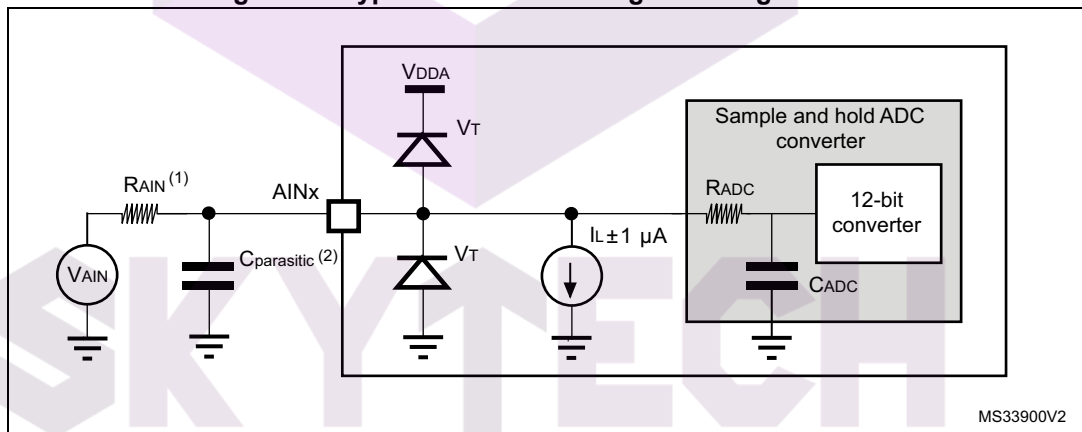 VDDA
VT
Sample and hold ADC
converter
RAIN (1)
AINx
RADC
12-bit
converter
IL±1 µA
VT
VAIN
Cparasitic (2)
CADC
SKYTECH
MS33900V2